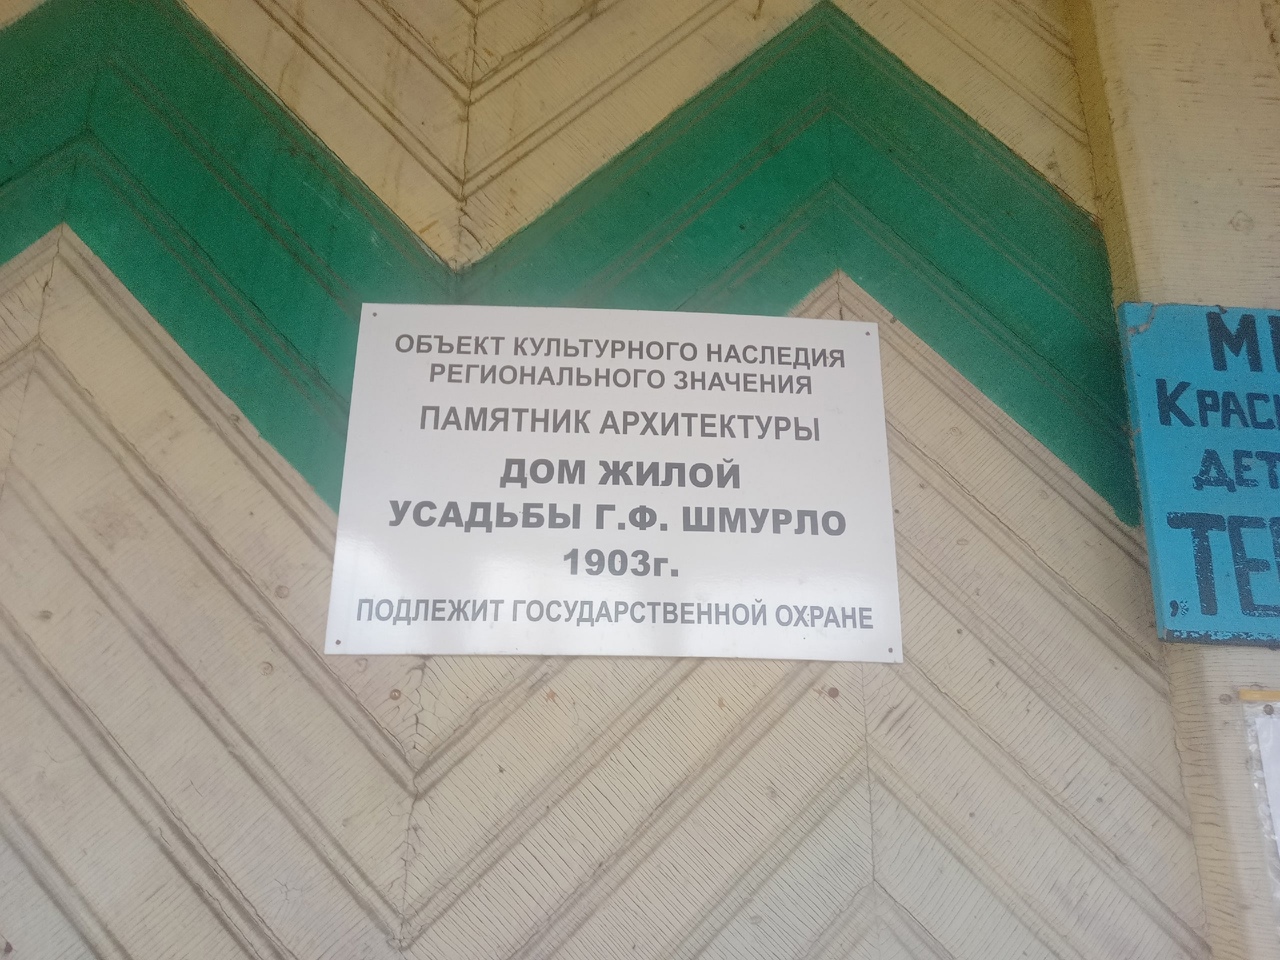 ОБЪЕКТ КУЛЬТУРНОГО НАСЛЕДИЯ
РЕГИОНАЛЬНОГО ЗНАЧЕНИЯ
ПАМЯТНИК АРХИТЕКТУРЫ
ДОМ ЖИЛОЙ
УСАДЬБЫ Г.Ф. ШМУРЛО
1903г.
ПОДЛЕЖИТ ГОСУДАРСТВЕННОЙ ОХРАНЕ